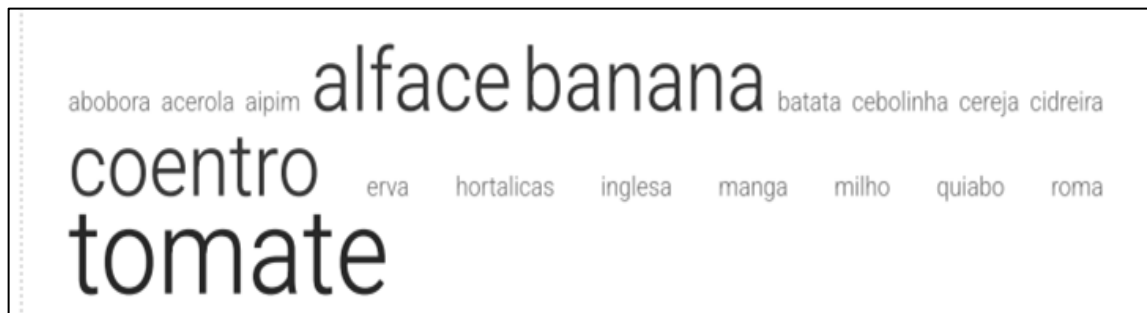 abobora acerola aipim alface banana batata cebolinha cereja cidreira
coentro erva hortalicas inglesa manga milho quiabo roma
tomate